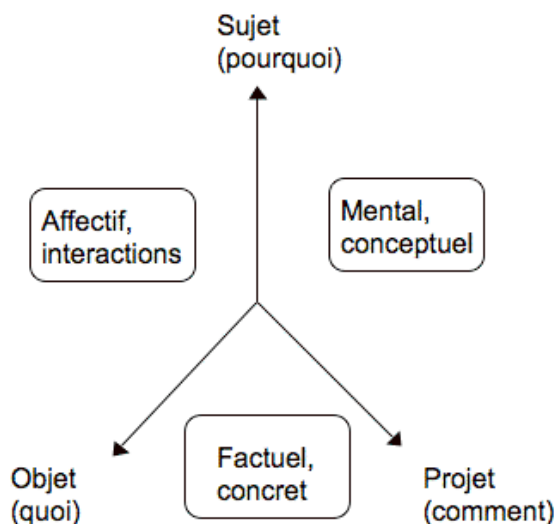 Sujet
(pourquoi)
Affectif,
interactions
Mental,
conceptuel
Factuel,
concret
Objet
(quoi)
Projet
(comment)